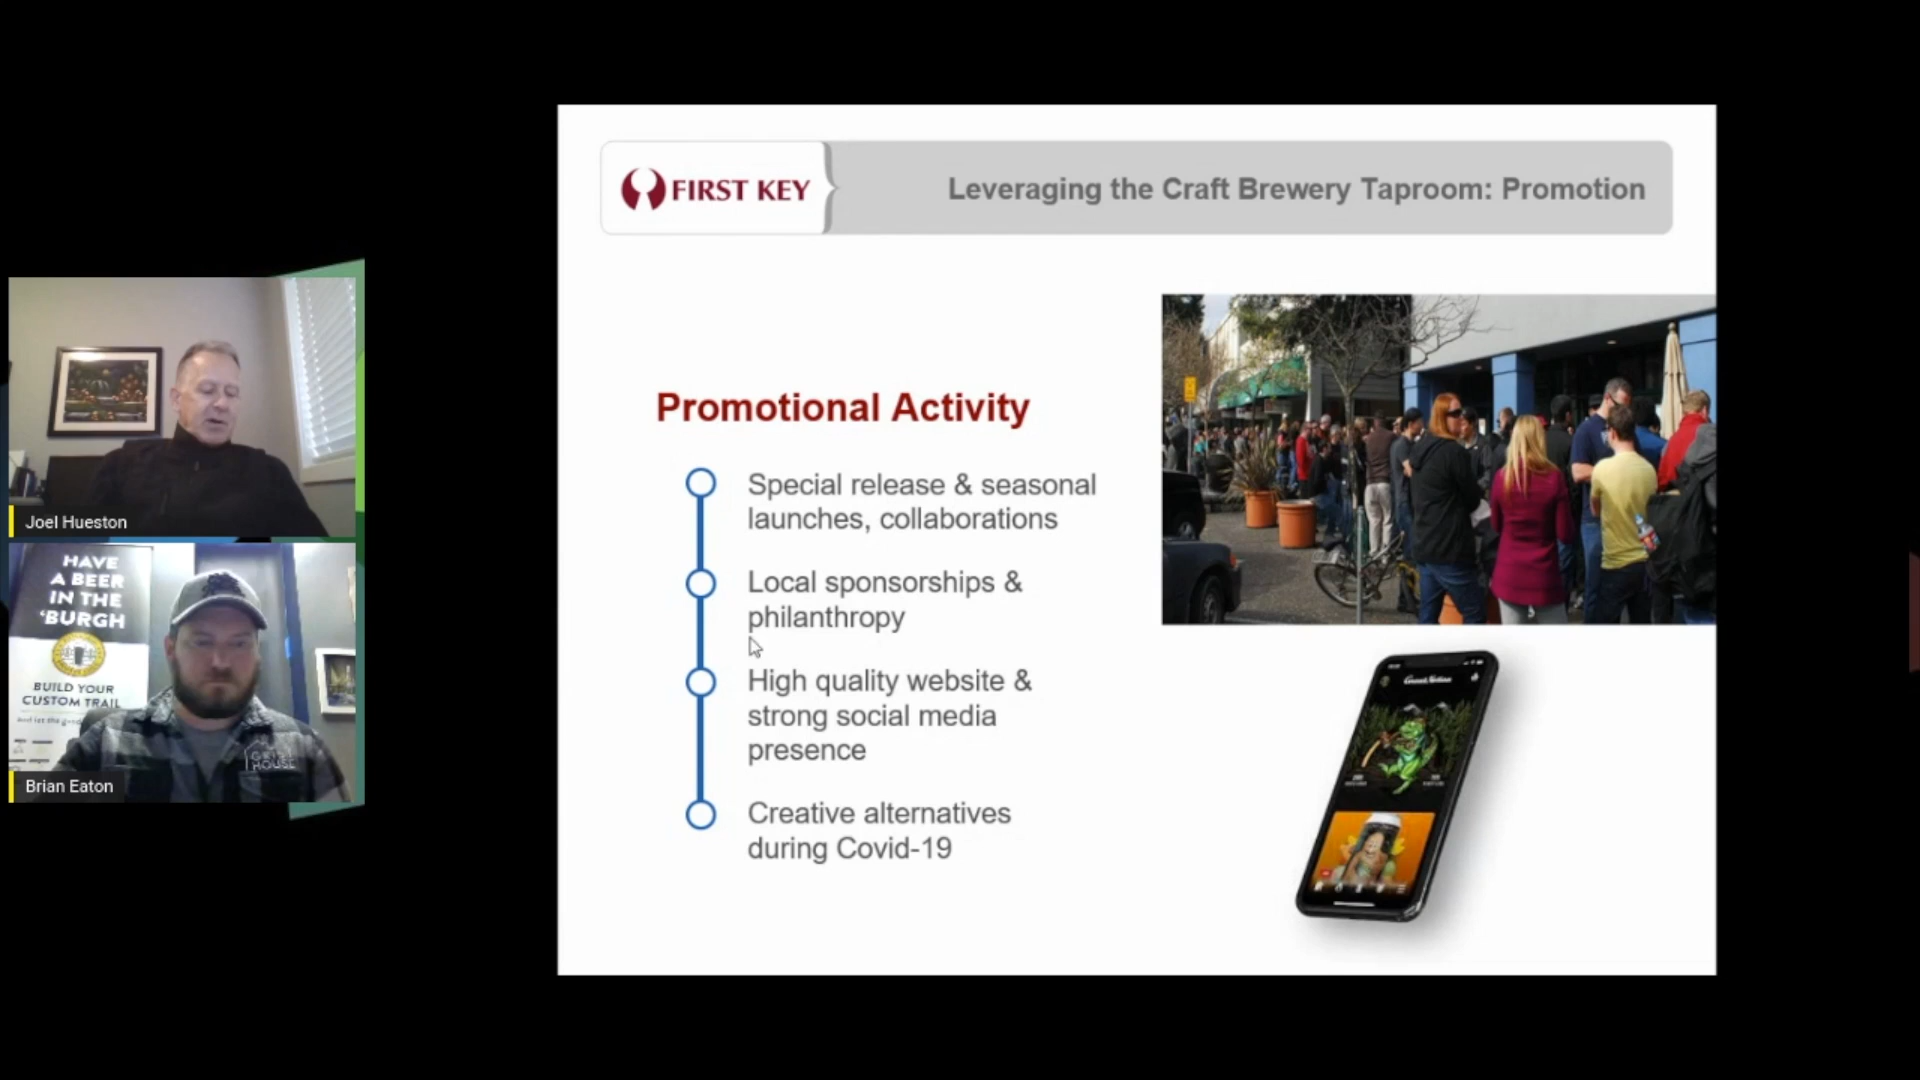 FIRST KEY
Leveraging the Craft Brewery Taproom: Promotion
Promotional Activity
Special release & seasonal
launches, collaborations
Local sponsorships &
philanthropy
High quality website &
strong social media
presence
Creative alternatives
during Covid-19
Joel Hueston
HAVE
A BEER
IN THE
'BURGH
BUILD YOUR
CUSTOM TRAIL
GRIST
HOUSE
Brian Eaton